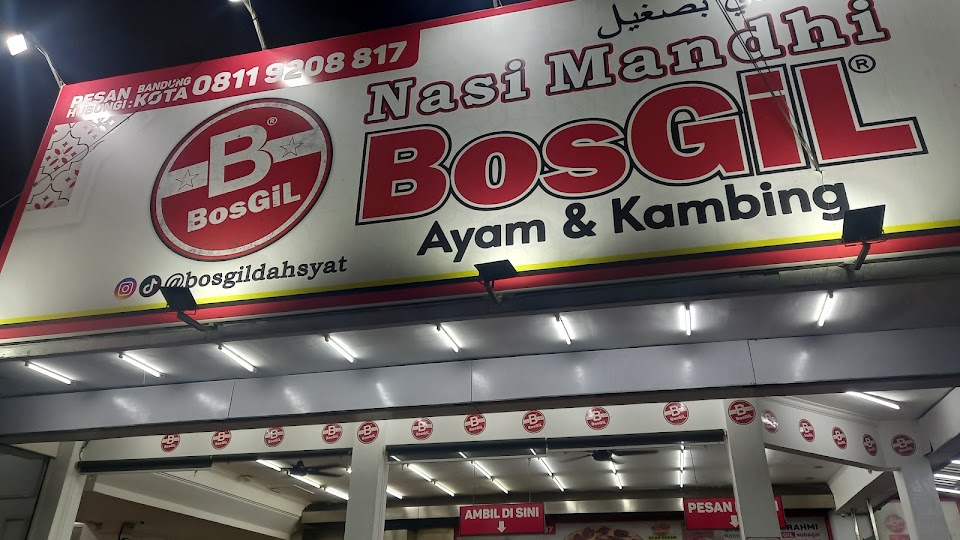 PESAN
HUBUNGI :
BANDUNG
KOTA
0811 9208 817
بصغيل
Nasi Mandhi
BosGiL®
B®
BosGiL
Ayam & Kambing
@bosgildahsyat
AMBIL DI SINI
PESAN